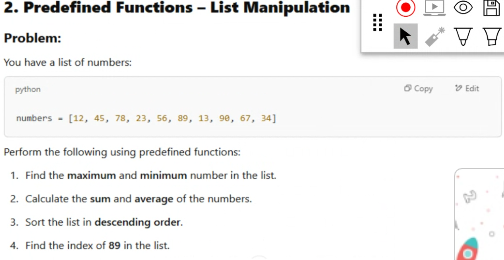 2. Predefined Functions – List Manipulation
Problem:
You have a list of numbers:
python
Copy Edit
numbers = [12, 45, 78, 23, 56, 89, 13, 90, 67, 34]
Perform the following using predefined functions:
1. Find the maximum and minimum number in the list.
2. Calculate the sum and average of the numbers.
3. Sort the list in descending order.
4. Find the index of 89 in the list.